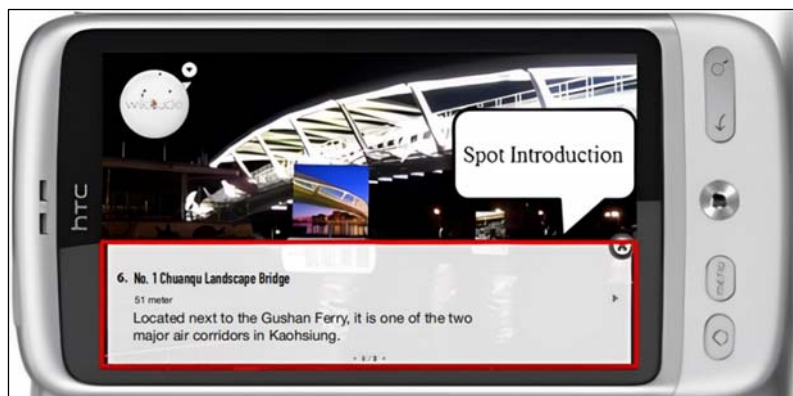 wikitude
Spot Introduction
hTC
6. No. 1 Chuanqu Landscape Bridge
51 meter
Located next to the Gushan Ferry, it is one of the two
major air corridors in Kaohsiung.
menu